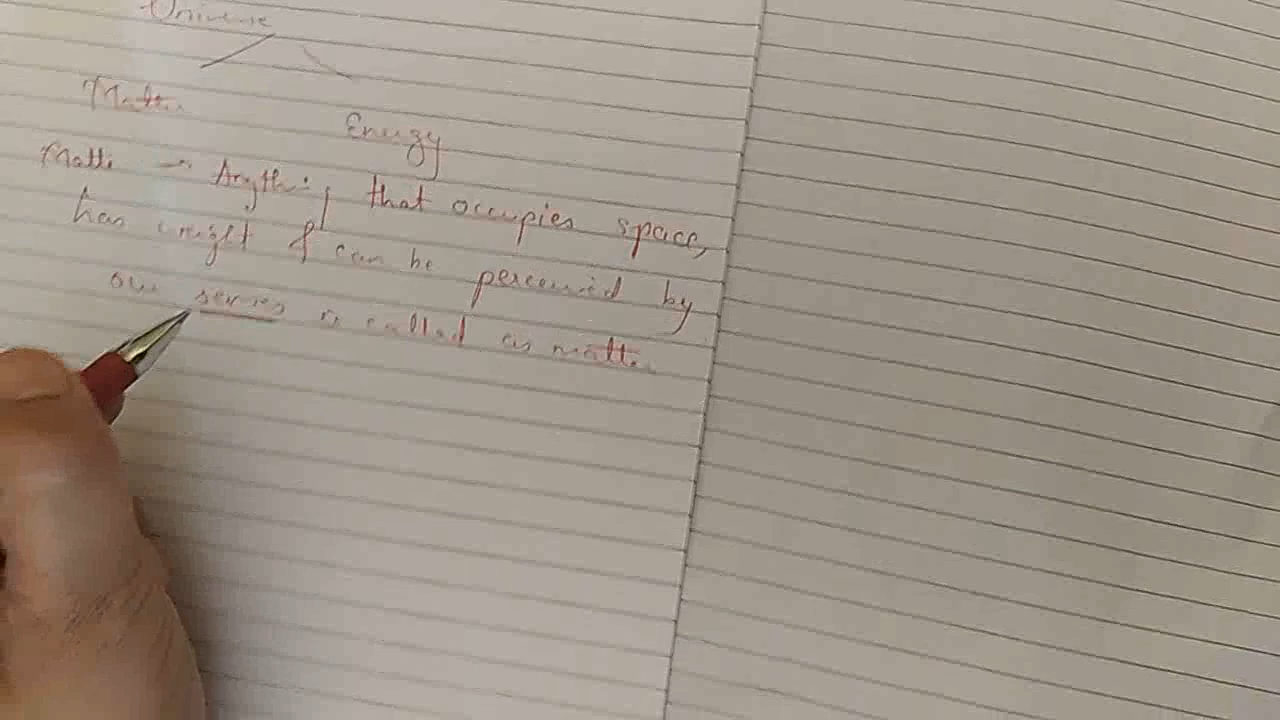 Universe
Matter
Energy
Matter → Anything that occupies space,
has weight & can be perceived by
our senses is called as matter.